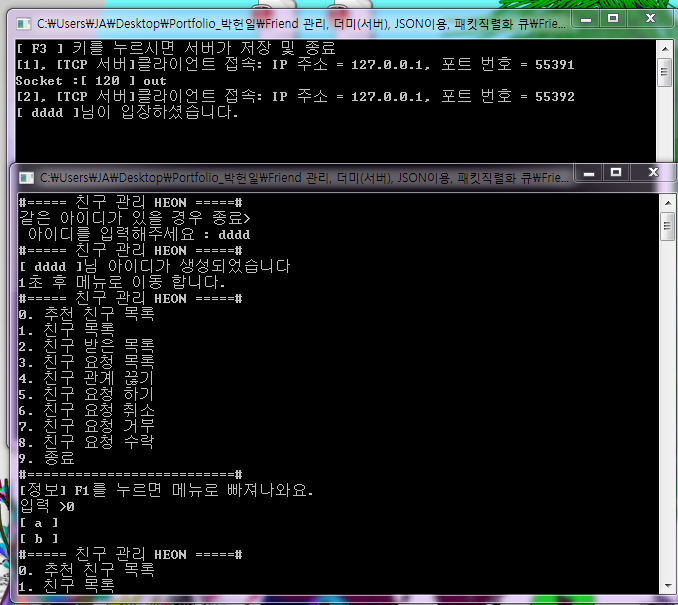 C:\Users\JA\Desktop\Portfolio_박헌일\Friend 관리, 더미(서버), JSON이용, 패킷직렬화 큐\Frie...
[ F3 ] 키를 누르시면 서버가 저장 및 종료
[1], [TCP 서버]클라이언트 접속: IP 주소 = 127.0.0.1, 포트 번호 = 55391
Socket :[ 120 ] out
[2], [TCP 서버]클라이언트 접속: IP 주소 = 127.0.0.1, 포트 번호 = 55392
[ dddd ]님이 입장하셨습니다.
C:\Users\JA\Desktop\Portfolio_박헌일\Friend 관리, 더미(서버), JSON이용, 패킷직렬화 큐\Frie...
#===== 친구 관리 HEON =====#
같은 아이디가 있을 경우 종료>
아이디를 입력해주세요 : dddd
#===== 친구 관리 HEON =====#
[ dddd ]님 아이디가 생성되었습니다
1초 후 메뉴로 이동 합니다.
#===== 친구 관리 HEON =====#
0. 추천 친구 목록
1. 친구 목록
2. 친구 받은 목록
3. 친구 요청 목록
4. 친구 관계 끊기
5. 친구 요청 하기
6. 친구 요청 취소
7. 친구 요청 거부
8. 친구 요청 수락
9. 종료
#========================#
[정보] F1를 누르면 메뉴로 빠져나와요.
입력 >0
[ a ]
[ b ]
#===== 친구 관리 HEON =====#
0. 추천 친구 목록
1. 친구 목록